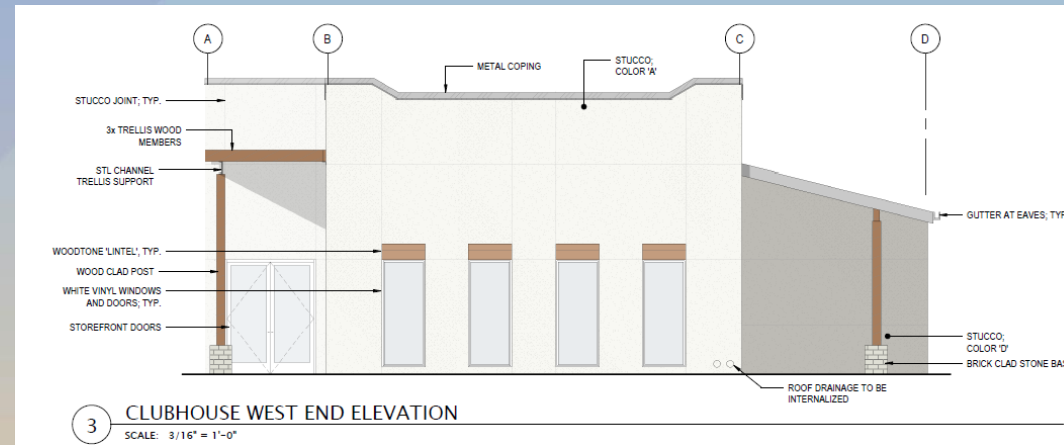 A
B
C
D
METAL COPING
STUCCO;
COLOR 'A'
STUCCO JOINT; TYP.
3x TRELLIS WOOD
MEMBERS
STL CHANNEL
TRELLIS SUPPORT
GUTTER AT EAVES; TYP
WOODTONE 'LINTEL', TYP.
WOOD CLAD POST
WHITE VINYL WINDOWS
AND DOORS; TYP.
STOREFRONT DOORS
STUCCO;
COLOR 'D'
BRICK CLAD STONE BAS
ROOF DRAINAGE TO BE
INTERNALIZED
3
CLUBHOUSE WEST END ELEVATION
SCALE: 3/16" = 1'-0"